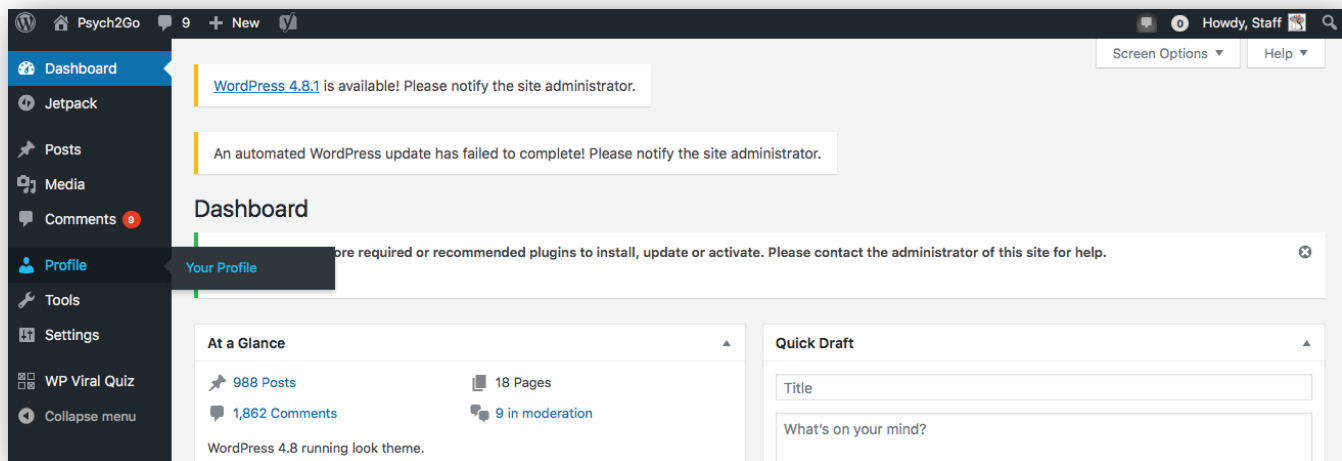 Psych2Go 9 + New Howdy, Staff
0
Screen Options ▼ Help ▼
Dashboard
Jetpack
Posts
Media
Comments 9
Profile
Your Profile
Tools
Settings
WP Viral Quiz
Collapse menu
WordPress 4.8.1 is available! Please notify the site administrator.
An automated WordPress update has failed to complete! Please notify the site administrator.
Dashboard
required or recommended plugins to install, update or activate. Please contact the administrator of this site for help.
At a Glance
988 Posts
18 Pages
1,862 Comments
9 in moderation
WordPress 4.8 running look theme.
Quick Draft
Title
What's on your mind?